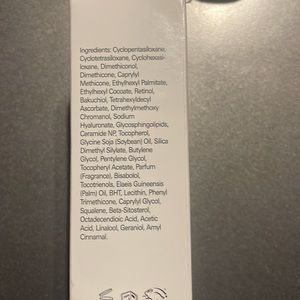 Ingredients: Cyclopentasiloxane,
Cyclotetrasiloxane, Cyclohexasi-
loxane, Dimethiconol,
Dimethicone, Caprylyl
Methicone, Ethylhexyl Palmitate,
Ethylhexyl Cocoate, Retinol,
Bakuchiol, Tetrahexyldecyl
Ascorbate, Dimethylmethoxy
Chromanol, Sodium
Hyaluronate, Glycosphingolipids,
Ceramide NP, Tocopherol,
Glycine Soja (Soybean) Oil, Silica
Dimethyl Silylate, Butylene
Glycol, Pentylene Glycol,
Tocopheryl Acetate, Parfum
(Fragrance), Bisabolol,
Tocotrienols, Elaeis Guineensis
(Palm) Oil, BHT, Lecithin, Phenyl
Trimethicone, Caprylyl Glycol,
Squalene, Beta-Sitosterol,
Octadecendioic Acid, Acetic
Acid, Linalool, Geraniol, Amyl
Cinnamal.